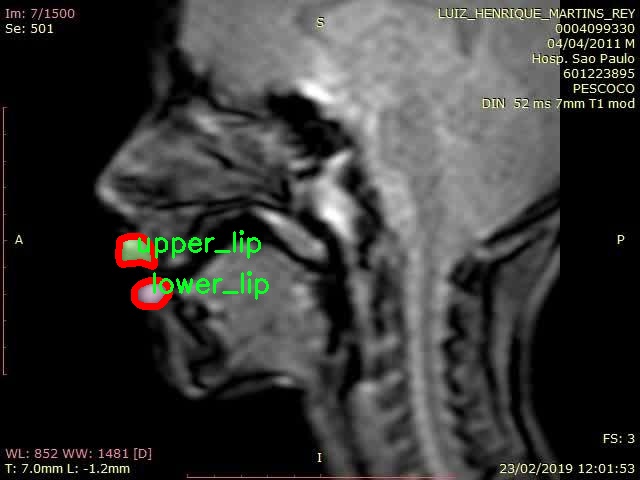 Im: 7/1500
Se: 501
S
LUIZ_HENRIQUE_MARTINS_REY
0004099330
04/04/2011 M
Hosp. Sao Paulo
601223895
PESCOCO
DIN 52 ms 7mm T1 mod
A
P
upper_lip
lower_lip
FS: 3
WL: 852 WW: 1481 [D]
T: 7.0mm L: -1.2mm
I
23/02/2019 12:01:53